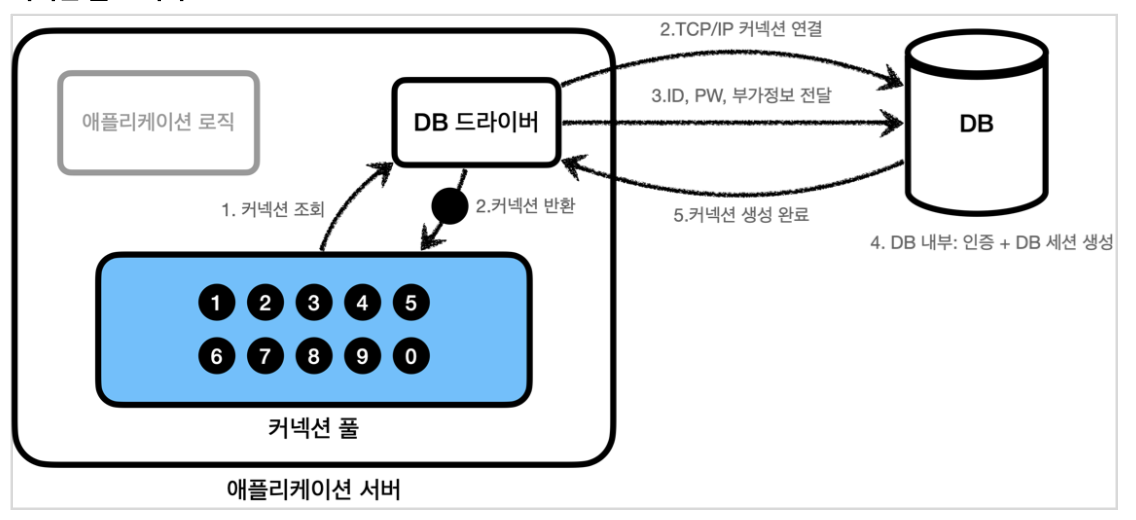 2.TCP/IP 커넥션 연결
애플리케이션 로직
DB 드라이버
3.ID, PW, 부가정보 전달
DB
1. 커넥션 조회
2.커넥션 반환
5.커넥션 생성 완료
4. DB 내부: 인증 + DB 세션 생성
1 2 3 4 5
6 7 8 9 0
커넥션 풀
애플리케이션 서버